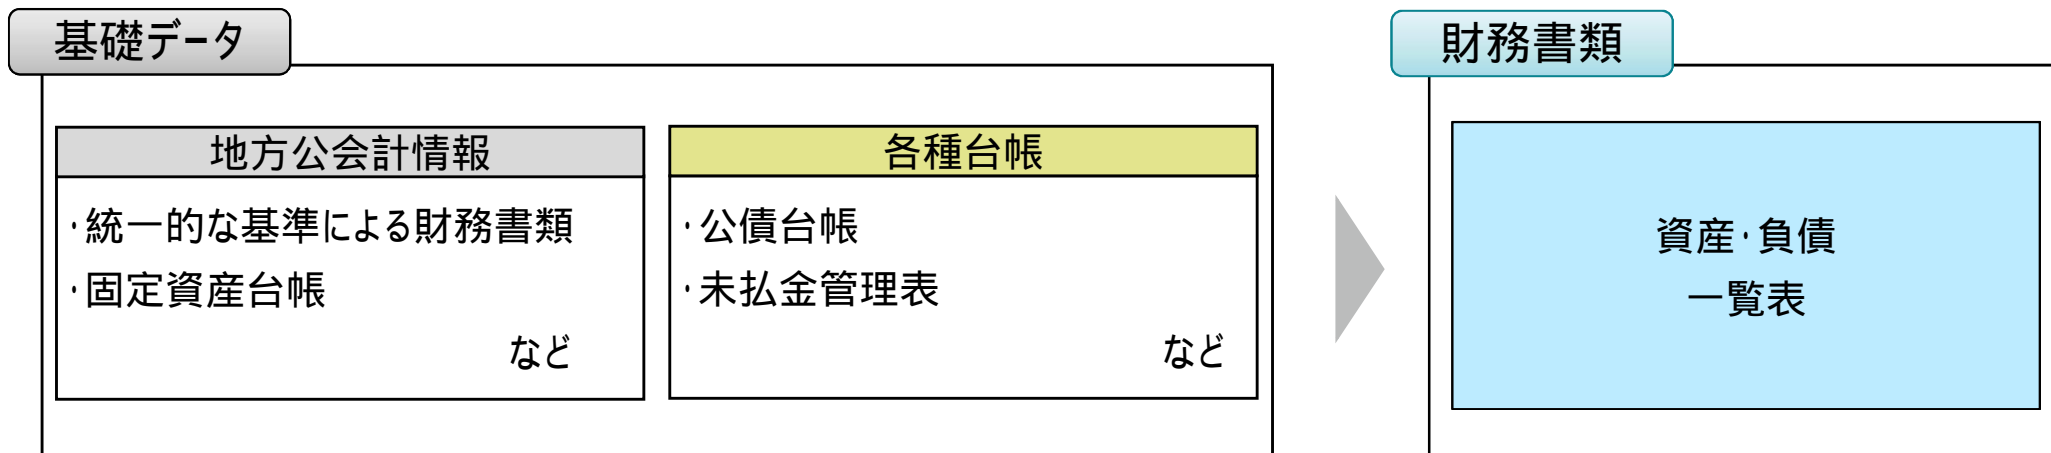 基礎データ
地方公会計情報
・統一的な基準による財務書類
・固定資産台帳
など
各種台帳
・公債台帳
・未払金管理表
など
財務書類
資産・負債
一覧表